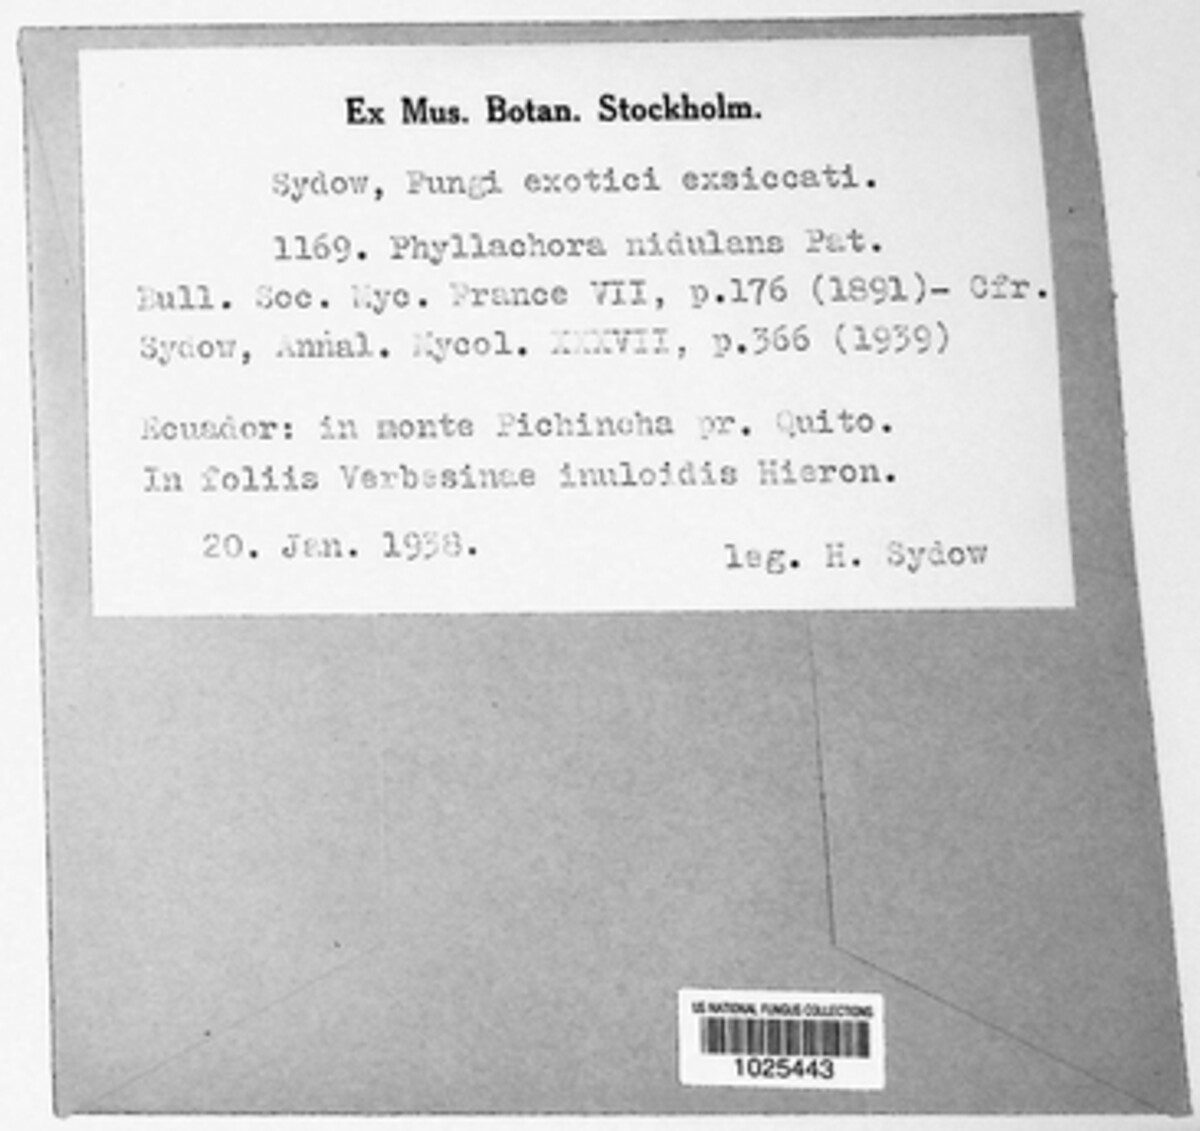 Ex Mus. Botan. Stockholm.
Sydow, Fungi exotici exsiccati.
1169. Phyllachora nidulans Pat.
Bull. Soc. Myc. France VII, p.176 (1891)- Cfr.
Sydow, Annal. Mycol. XXXVII, p.366 (1939)
Ecuador: in monte Pichincha pr. Quito.
In foliis Verbesinae inuloidis Hieron.
20. Jan. 1938.
leg. H. Sydow
US NATIONAL FUNGUS COLLECTIONS
1025443